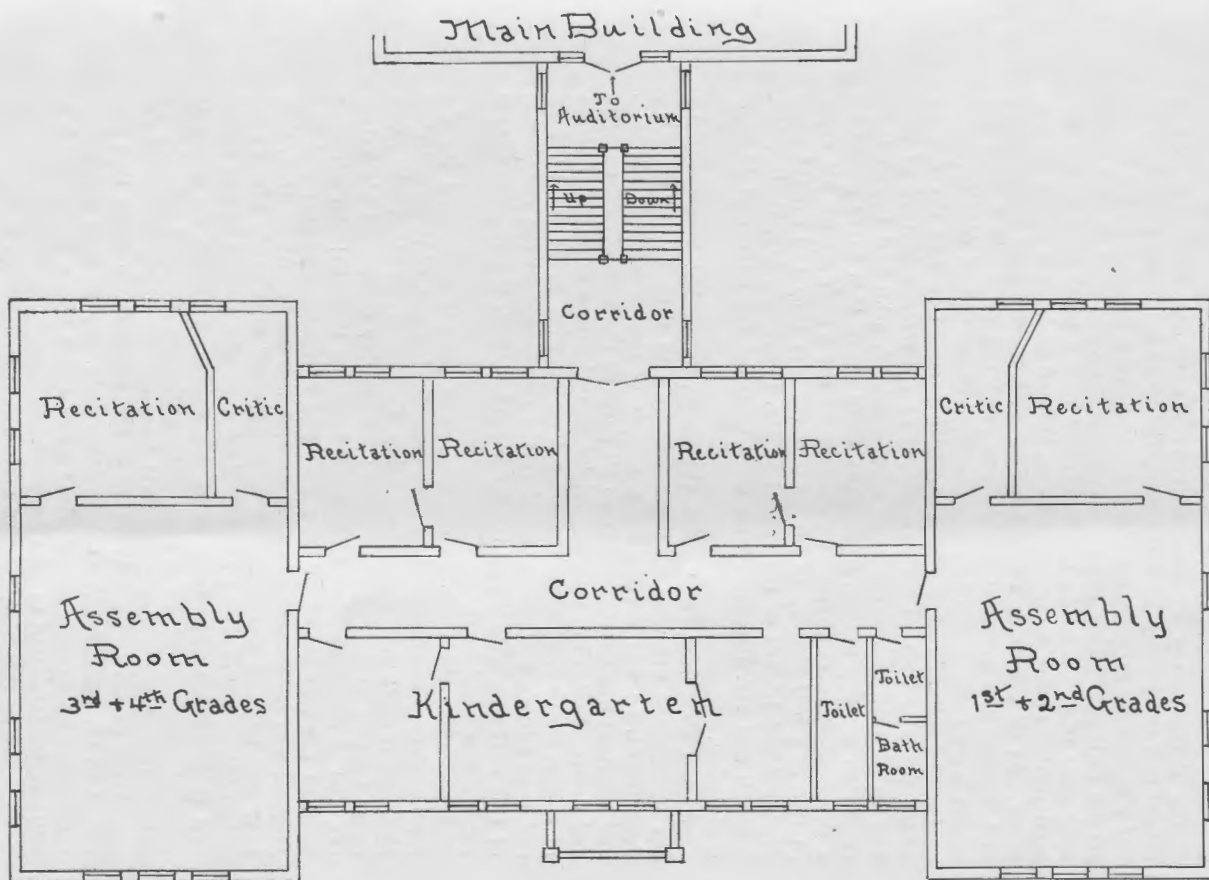 Main Building
To
Auditorium
Up
Down
Corridor
Recitation
Critic
Recitation
Recitation
Recitation
Recitation
Critic
Recitation
Corridor
Assembly
Room
3rd + 4th Grades
Kindergarten
Toilet
Toilet
Bath
Room
Assembly
Room
1st + 2nd Grades